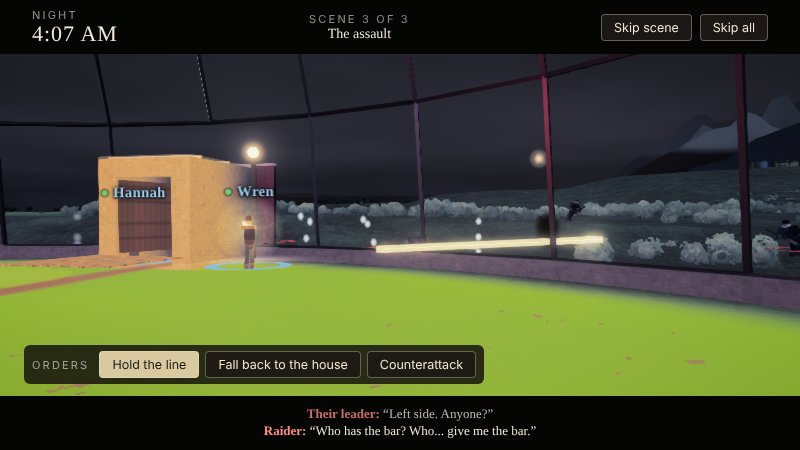 NIGHT
4:07 AM
SCENE 3 OF 3
The assault
Skip scene
Skip all
Hannah
Wren
ORDERS
Hold the line
Fall back to the house
Counterattack
Their leader: “Left side. Anyone?”
Raider: “Who has the bar? Who... give me the bar.”